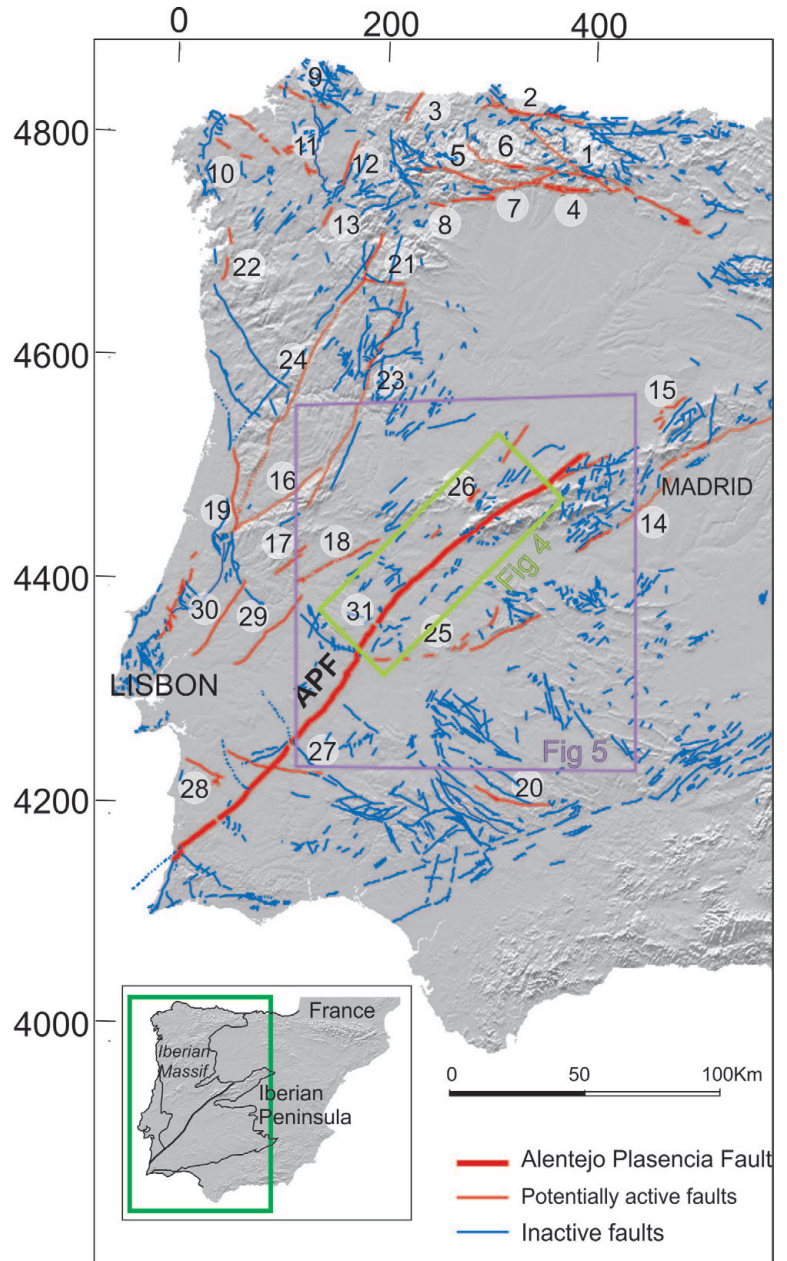 0 200 400
9
2
3
4800
11
6
5
1
12
10
13
8
7
4
21
22
4600
24
23
15
16
26
MADRID
19
14
17
18
4400
Fig 4
30
29
31
25
LISBON
APF
27
Fig 5
28
20
4200
4000
France
Iberian
Massif
Iberian
Peninsula
0 50 100Km
Alentejo Plasencia Fault
Potentially active faults
Inactive faults